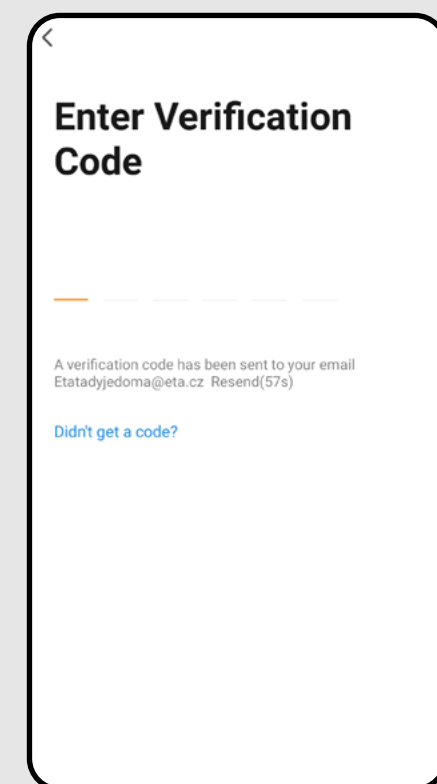 Enter Verification
Code
A verification code has been sent to your email
Etatadyjedoma@eta.cz Resend(57s)
Didn't get a code?